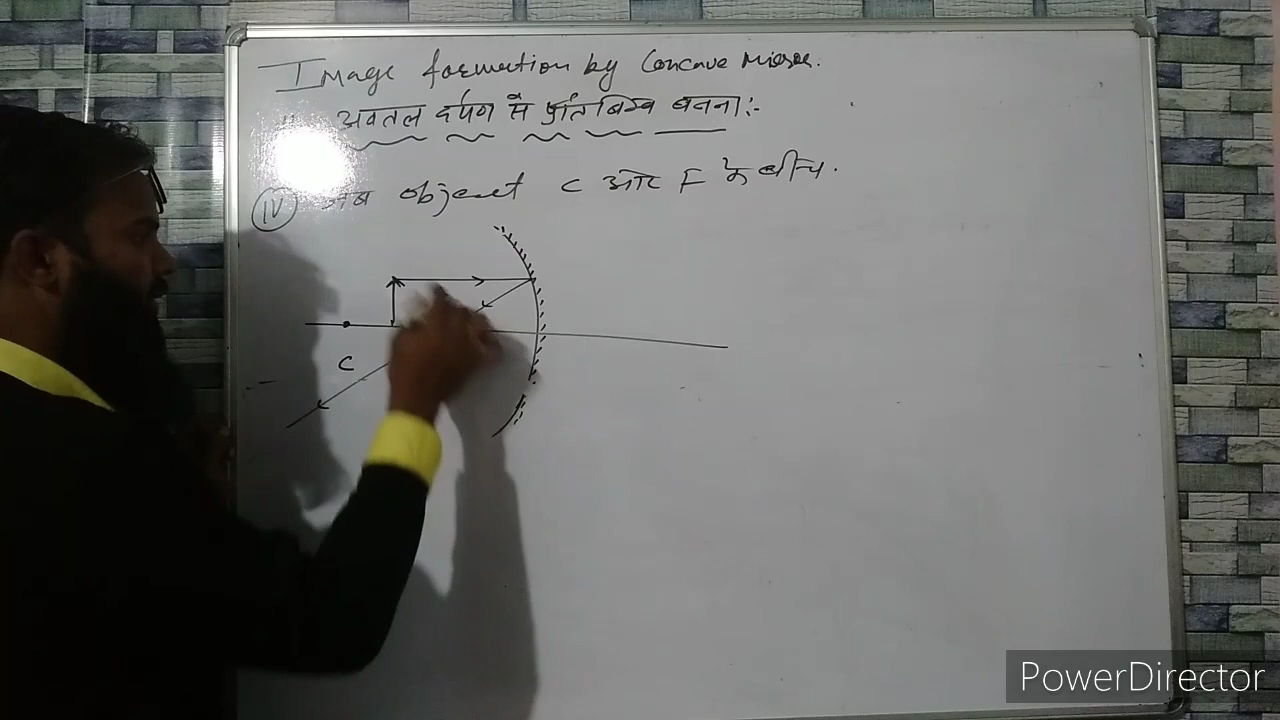 Image formation by Concave Mirror.
अवतल दर्पण से प्रतिबिम्ब बनना:-
(iv) जब object C और F के बीच.
C
PowerDirector